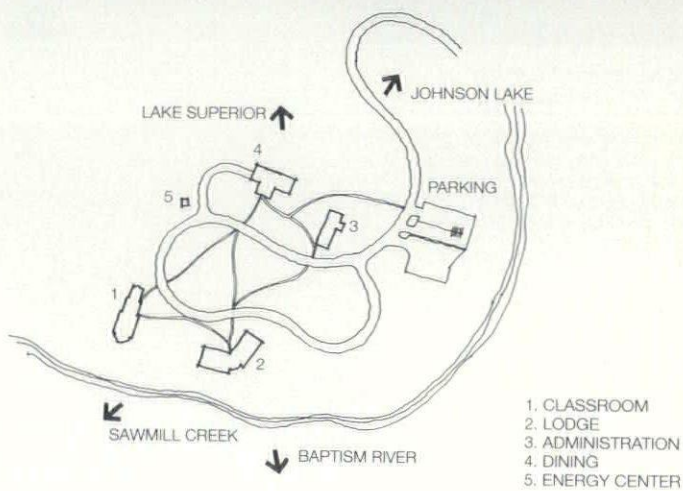 JOHNSON LAKE
LAKE SUPERIOR
4
PARKING
5
3
1
2
SAWMILL CREEK
BAPTISM RIVER
1. CLASSROOM
2. LODGE
3. ADMINISTRATION
4. DINING
5. ENERGY CENTER